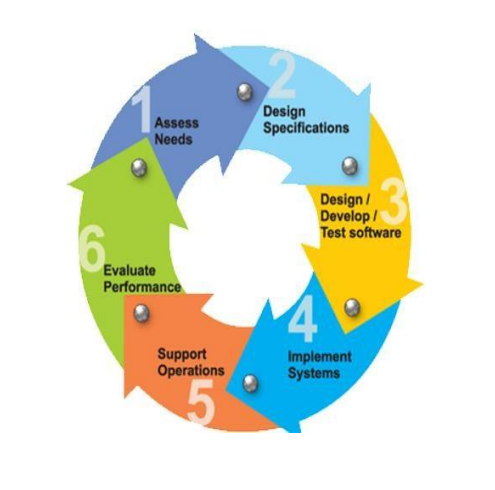 1
Assess
Needs
2
Design
Specifications
3
Design /
Develop /
Test software
4
Implement
Systems
5
Support
Operations
6
Evaluate
Performance